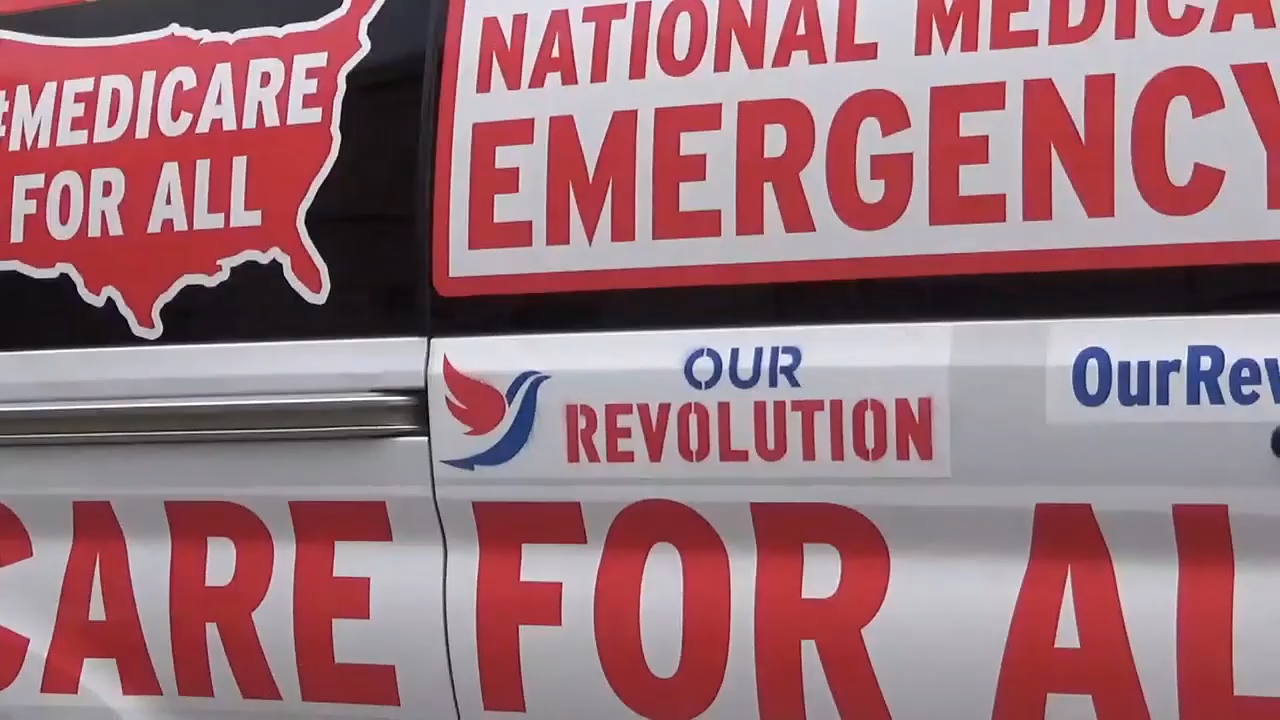 #MEDICARE
FOR ALL
NATIONAL MEDICA
EMERGENCY
OUR
REVOLUTION
OurRev
CARE FOR AL